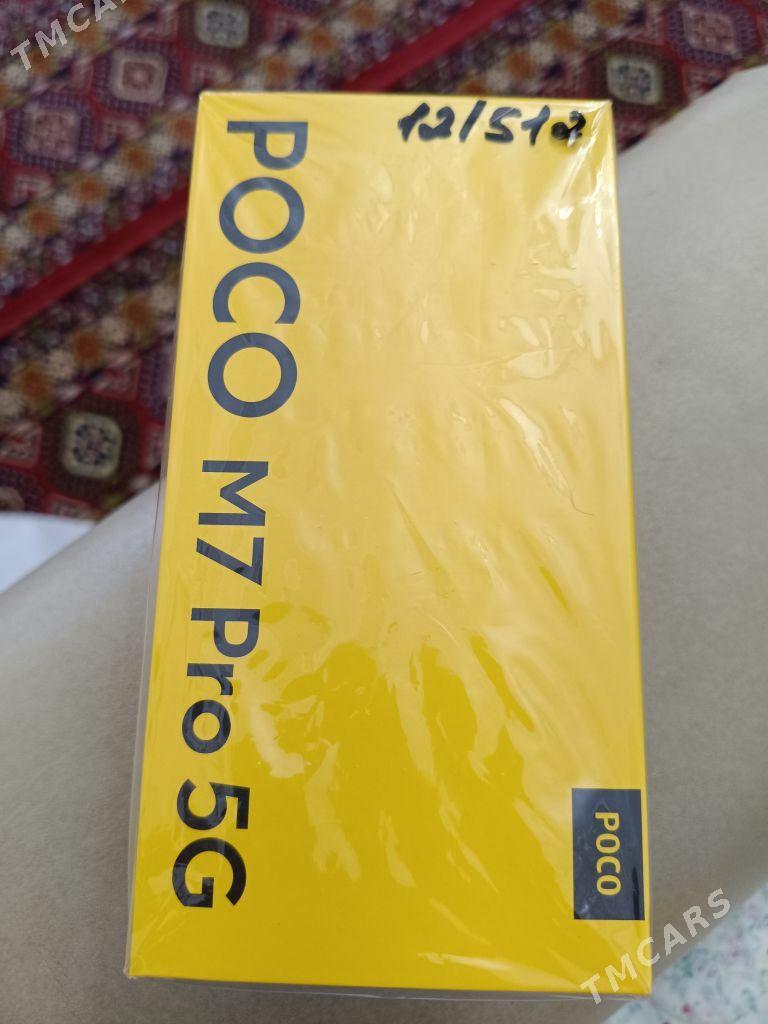 TMCARS
12/512
POCO M7 Pro 5G
POCO
TMCARS